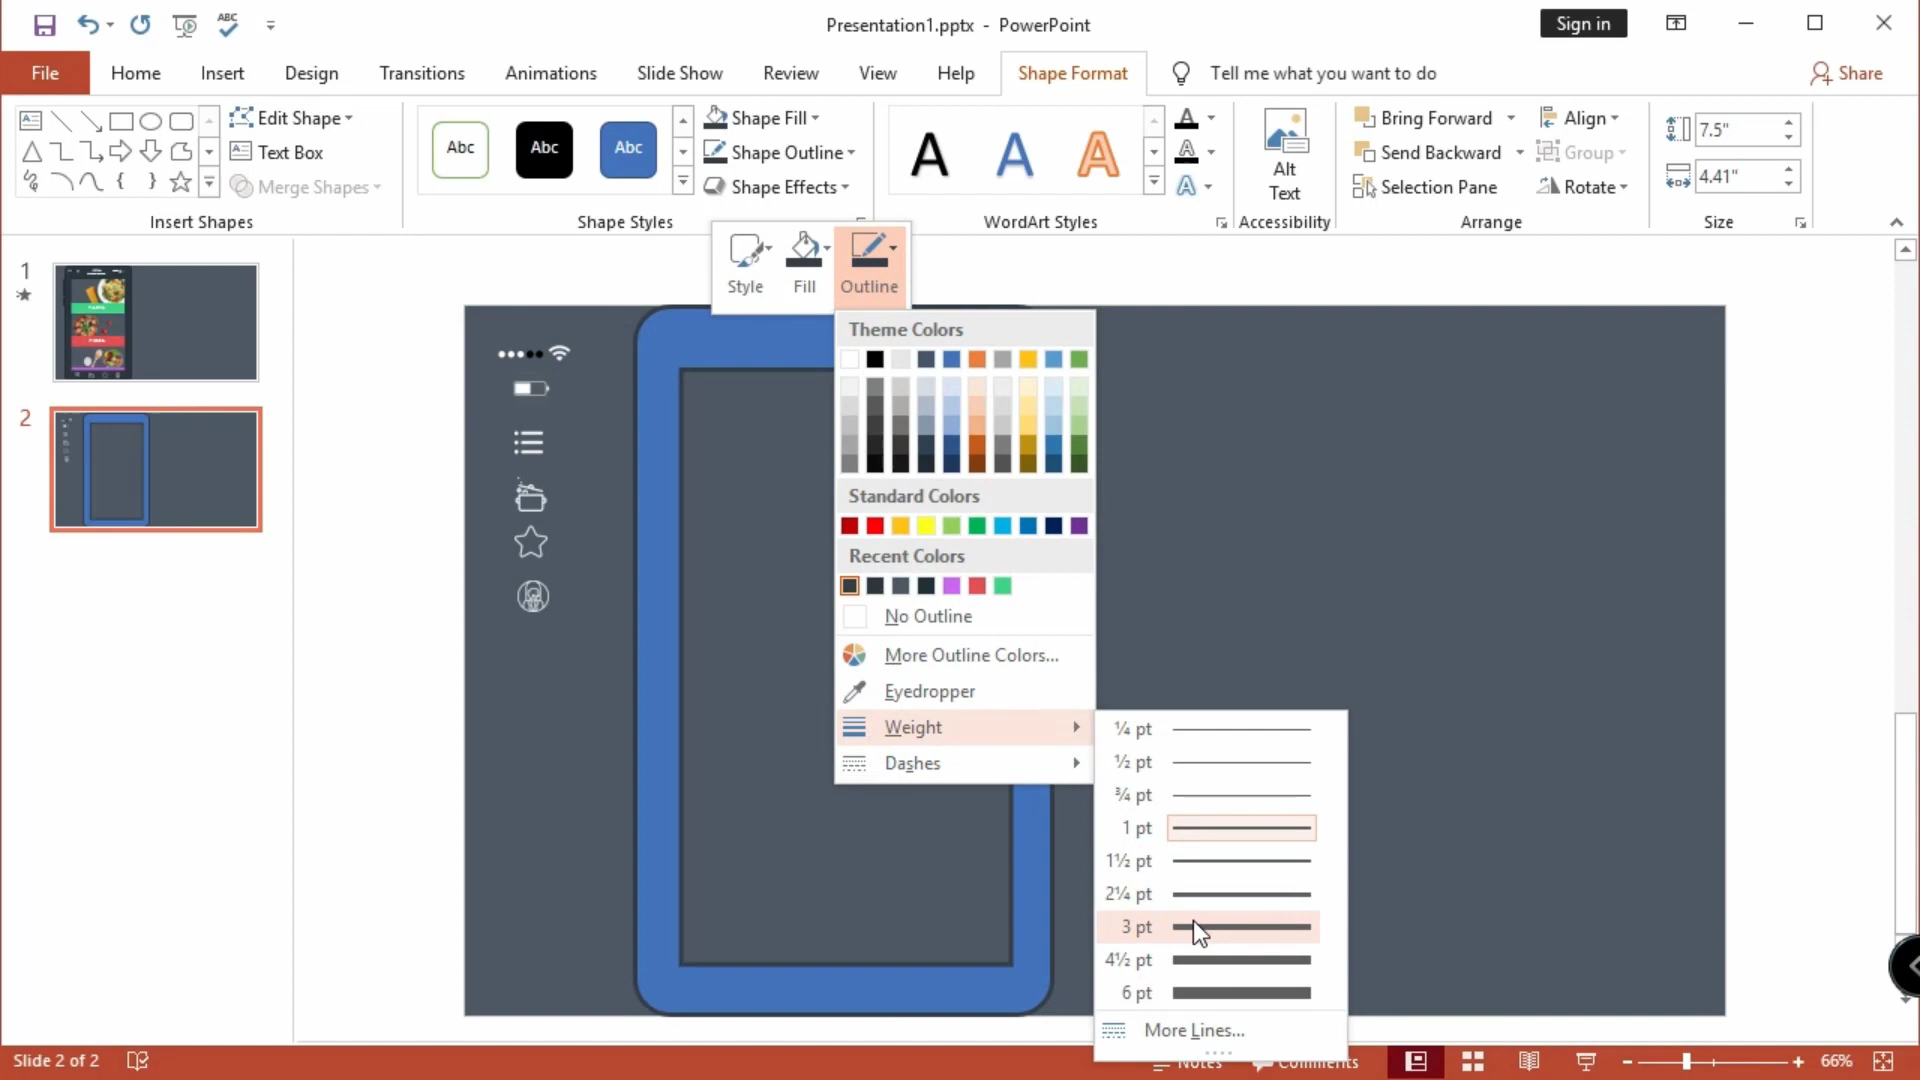 ABC
Presentation1.pptx - PowerPoint
Sign in
File
Home
Insert
Design
Transitions
Animations
Slide Show
Review
View
Help
Shape Format
Tell me what you want to do
Share
Edit Shape
Text Box
Merge Shapes
Insert Shapes
Abc
Abc
Abc
Shape Fill
Shape Outline
Shape Effects
Shape Styles
A
A
A
A
A
A
WordArt Styles
Alt
Text
Accessibility
Bring Forward
Send Backward
Selection Pane
Align
Group
Rotate
Arrange
7.5"
4.41"
Size
Style
Fill
Outline
1
2
Theme Colors
Standard Colors
Recent Colors
No Outline
More Outline Colors...
Eyedropper
Weight
Dashes
¼ pt
½ pt
¾ pt
1 pt
1½ pt
2¼ pt
3 pt
4½ pt
6 pt
More Lines...
Slide 2 of 2
Notes
Comments
66%